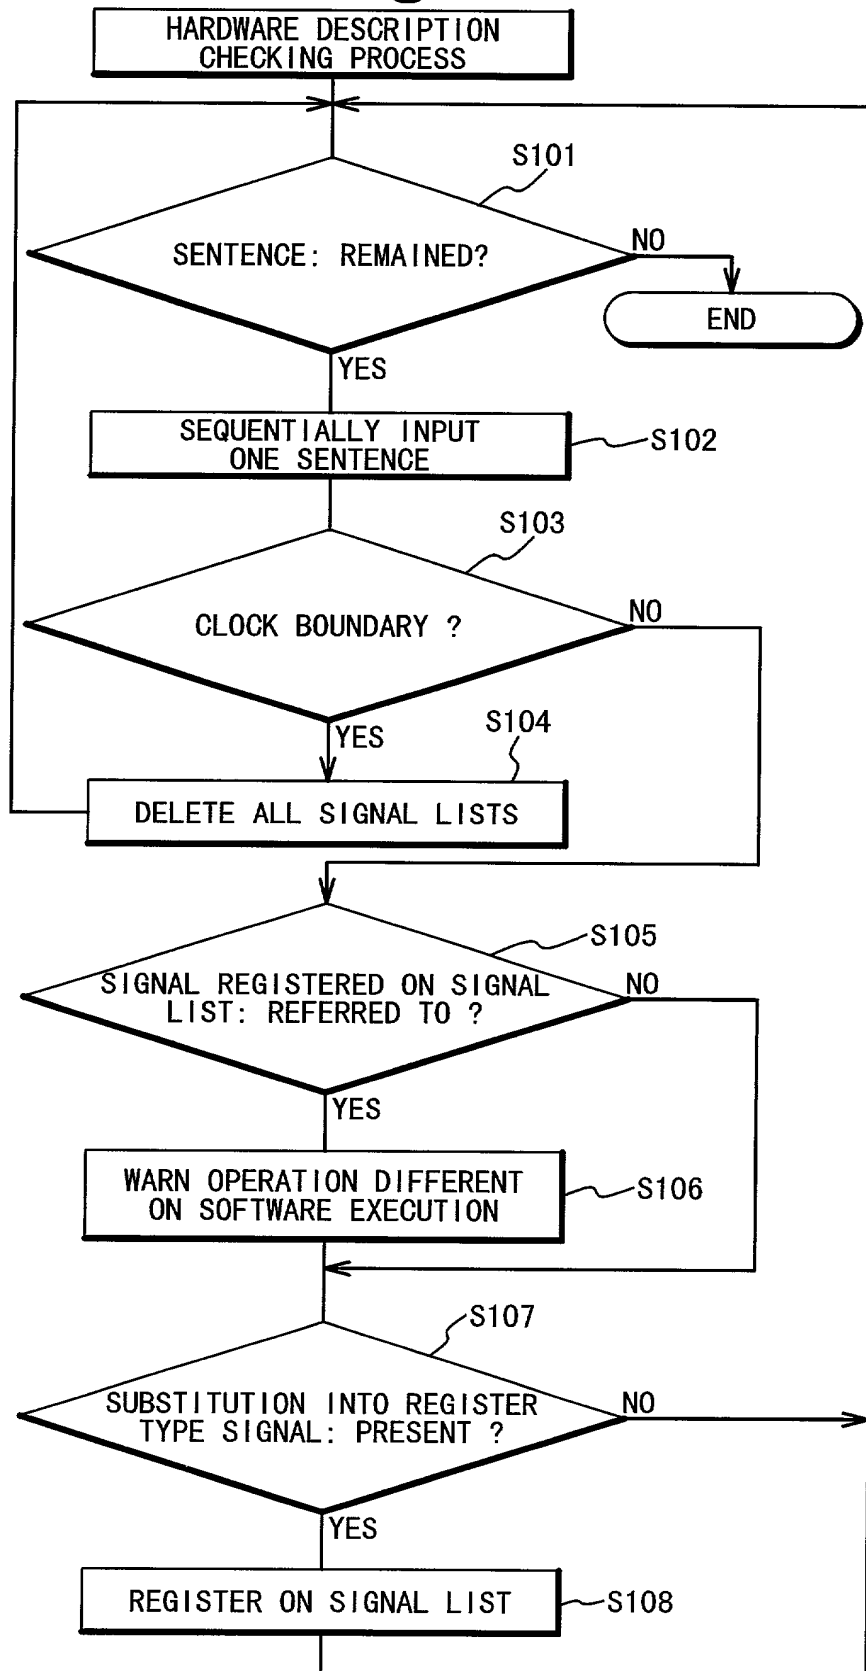 HARDWARE DESCRIPTION
CHECKING PROCESS
S101
SENTENCE: REMAINED?
NO
END
YES
SEQUENTIALLY INPUT
ONE SENTENCE
S102
S103
CLOCK BOUNDARY ?
NO
YES
S104
DELETE ALL SIGNAL LISTS
S105
SIGNAL REGISTERED ON SIGNAL
LIST: REFERRED TO ?
NO
YES
WARN OPERATION DIFFERENT
ON SOFTWARE EXECUTION
S106
S107
SUBSTITUTION INTO REGISTER
TYPE SIGNAL: PRESENT ?
NO
YES
REGISTER ON SIGNAL LIST
S108